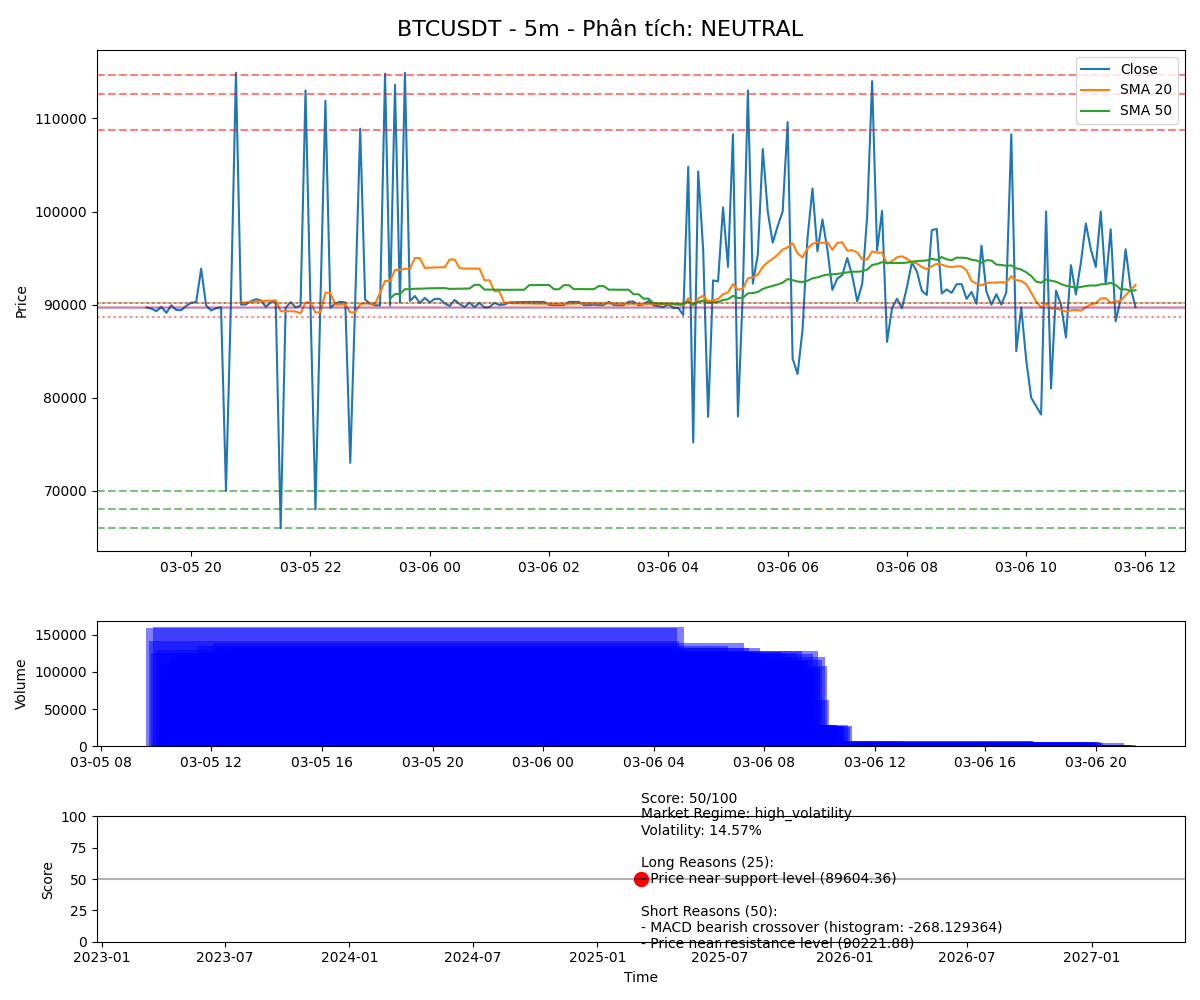 BTCUSDT - 5m - Phân tích: NEUTRAL
Close
SMA 20
SMA 50
Price
110000
100000
90000
80000
70000
03-05 20 03-05 22 03-06 00 03-06 02 03-06 04 03-06 06 03-06 08 03-06 10 03-06 12
Volume
150000
100000
50000
0
03-05 08 03-05 12 03-05 16 03-05 20 03-06 00 03-06 04 03-06 08 03-06 12 03-06 16 03-06 20
Score: 50/100
Market Regime: high_volatility
Volatility: 14.57%
Long Reasons (25):
- Price near support level (89604.36)
Short Reasons (50):
- MACD bearish crossover (histogram: -268.129364)
- Price near resistance level (90221.88)
Score
100
75
50
25
0
2023-01 2023-07 2024-01 2024-07 2025-01 2025-07 2026-01 2026-07 2027-01
Time